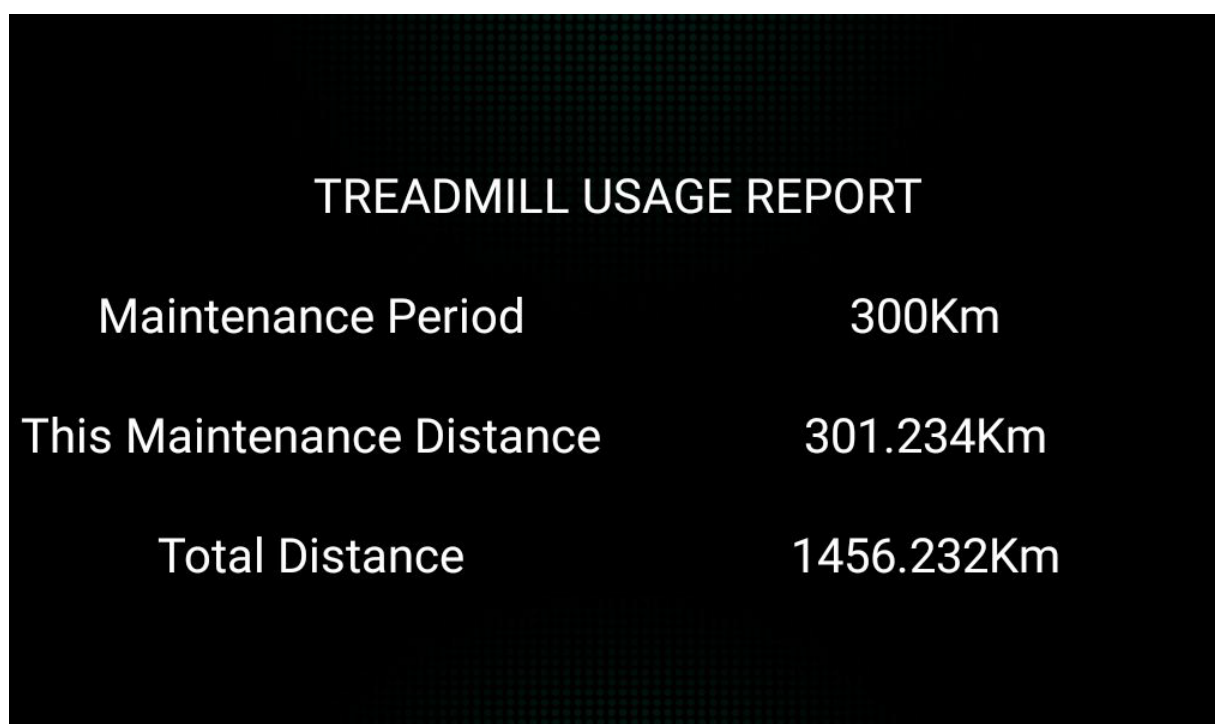 TREADMILL USAGE REPORT
Maintenance Period 300Km
This Maintenance Distance 301.234Km
Total Distance 1456.232Km